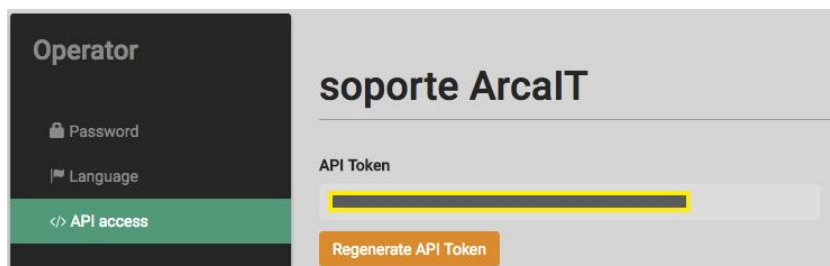 Operator
Password
Language
</> API access
soporte ArcaIT
API Token
Regenerate API Token